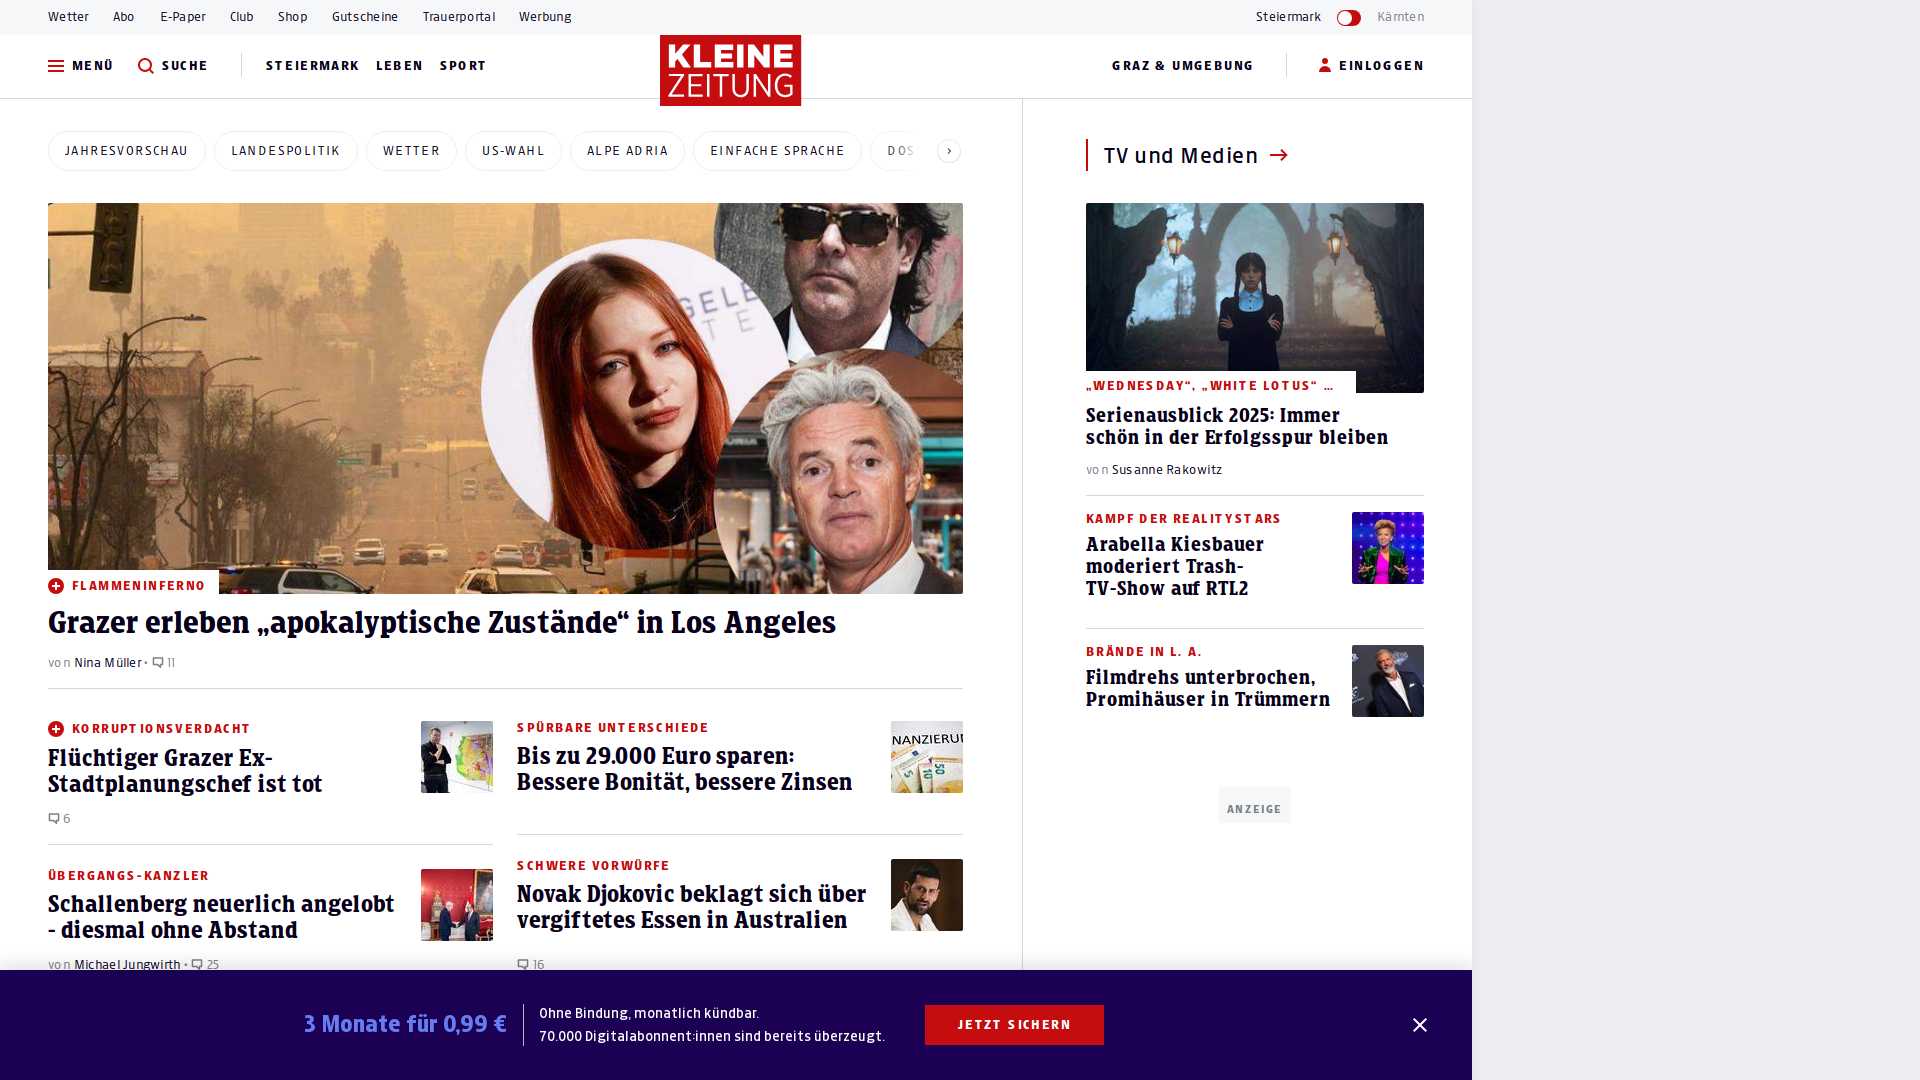 Wetter Abo E-Paper Club Shop Gutscheine Trauerportal Werbung Steiermark Kärnten
MENÜ SUCHE STEIERMARK LEBEN SPORT KLEINE ZEITUNG GRAZ & UMGEBUNG EINLOGGEN
JAHRESVORSCHAU LANDESPOLITIK WETTER US-WAHL ALPE ADRIA EINFACHE SPRACHE DOS
FLAMMENINFERNO
Grazer erleben „apokalyptische Zustände“ in Los Angeles
von Nina Müller • 11
KORRUPTIONSVERDACHT
Flüchtiger Grazer Ex-
Stadtplanungschef ist tot
6
ÜBERGANGS-KANZLER
Schallenberg neuerlich angelobt
- diesmal ohne Abstand
von Michael Jungwirth • 25
SPÜRBARE UNTERSCHIEDE
Bis zu 29.000 Euro sparen:
Bessere Bonität, bessere Zinsen
NANZIERUN
SCHWERE VORWÜRFE
Novak Djokovic beklagt sich über
vergiftetes Essen in Australien
16
TV und Medien
„WEDNESDAY“, „WHITE LOTUS“ ...
Serienausblick 2025: Immer
schön in der Erfolgsspur bleiben
von Susanne Rakowitz
KAMPF DER REALITYSTARS
Arabella Kiesbauer
moderiert Trash-
TV-Show auf RTL2
BRÄNDE IN L. A.
Filmdrehs unterbrochen,
Promihäuser in Trümmern
ANZEIGE
3 Monate für 0,99 €
Ohne Bindung, monatlich kündbar.
70.000 Digitalabonnent:innen sind bereits überzeugt.
JETZT SICHERN